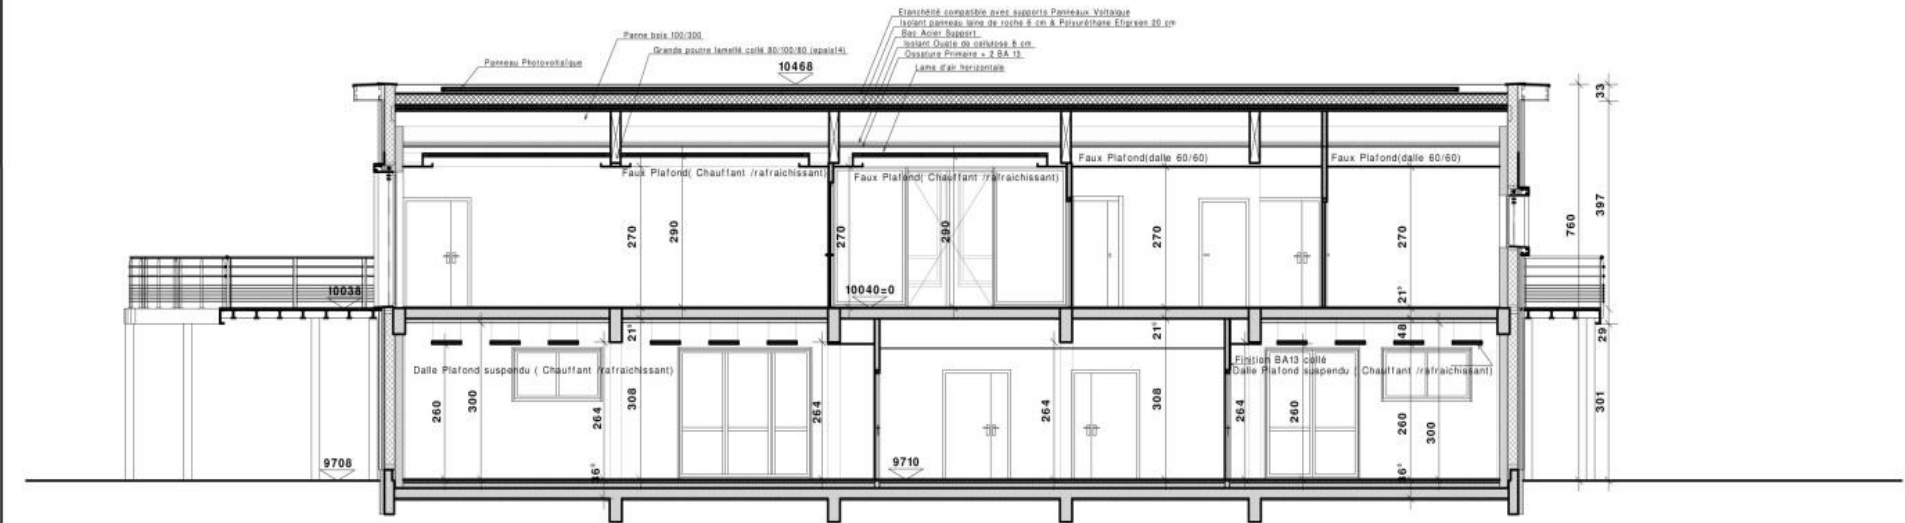 Etanchéité compatible avec supports Panneaux Voltaïque
Isolant panneau laine de roche 6 cm & Polyuréthane Efigreen 20 cm
Bac Acier Support
Isolant Ouate de cellulose 8 cm
Ossature Primaire + 2 BA 13
Lame d'air horizontale
Panne bois 100/300
Grande poutre lamellé collé 80/100/80 (epais14)
Panneau Photovoltaïque
10468
33
Faux Plafond(dalle 60/60)
Faux Plafond(dalle 60/60)
Faux Plafond( Chauffant /rafraichissant)
Faux Plafond( Chauffant /rafraichissant)
397
760
270
290
270
290
270
270
10038
10040=0
21⁵
29
21⁵
21⁵
48
Finition BA13 collé
Dalle Plafond suspendu ( Chauffant /rafraichissant)
Dalle Plafond suspendu ( Chauffant /rafraichissant)
260
300
264
308
264
264
308
264
260
260
300
301
9708
9710